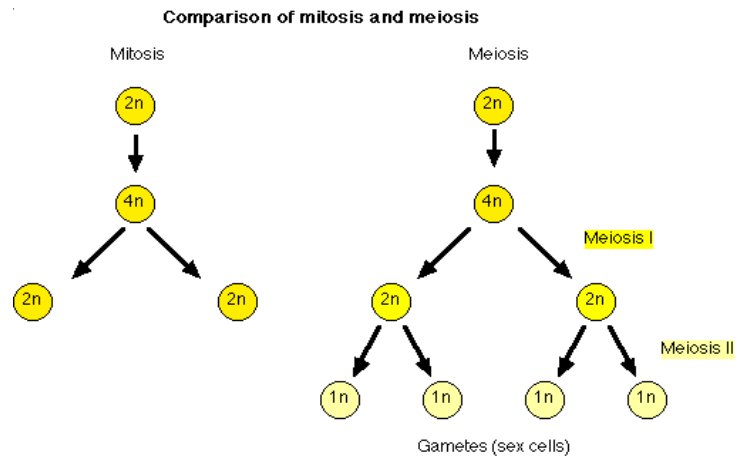 Comparison of mitosis and meiosis
Mitosis
Meiosis
2n
2n
4n
4n
Meiosis I
2n
2n
2n
2n
Meiosis II
1n
1n
1n
1n
Gametes (sex cells)